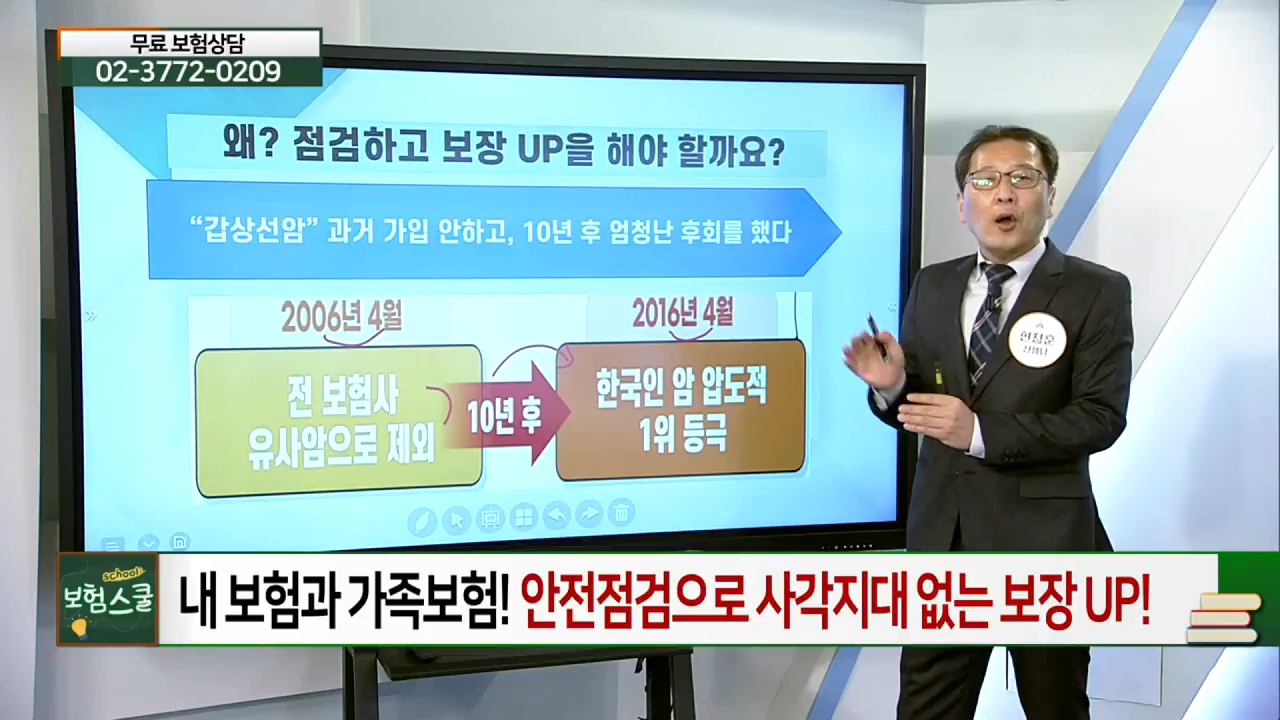 무료 보험상담
02-3772-0209
왜? 점검하고 보장 UP을 해야 할까요?
“갑상선암” 과거 가입 안하고, 10년 후 엄청난 후회를 했다
2006년 4월
2016년 4월
전 보험사
유사암으로 제외
10년 후
한국인 암 압도적
1위 등극
현정훈
선생님
school
보험스쿨
내 보험과 가족보험! 안전점검으로 사각지대 없는 보장 UP!